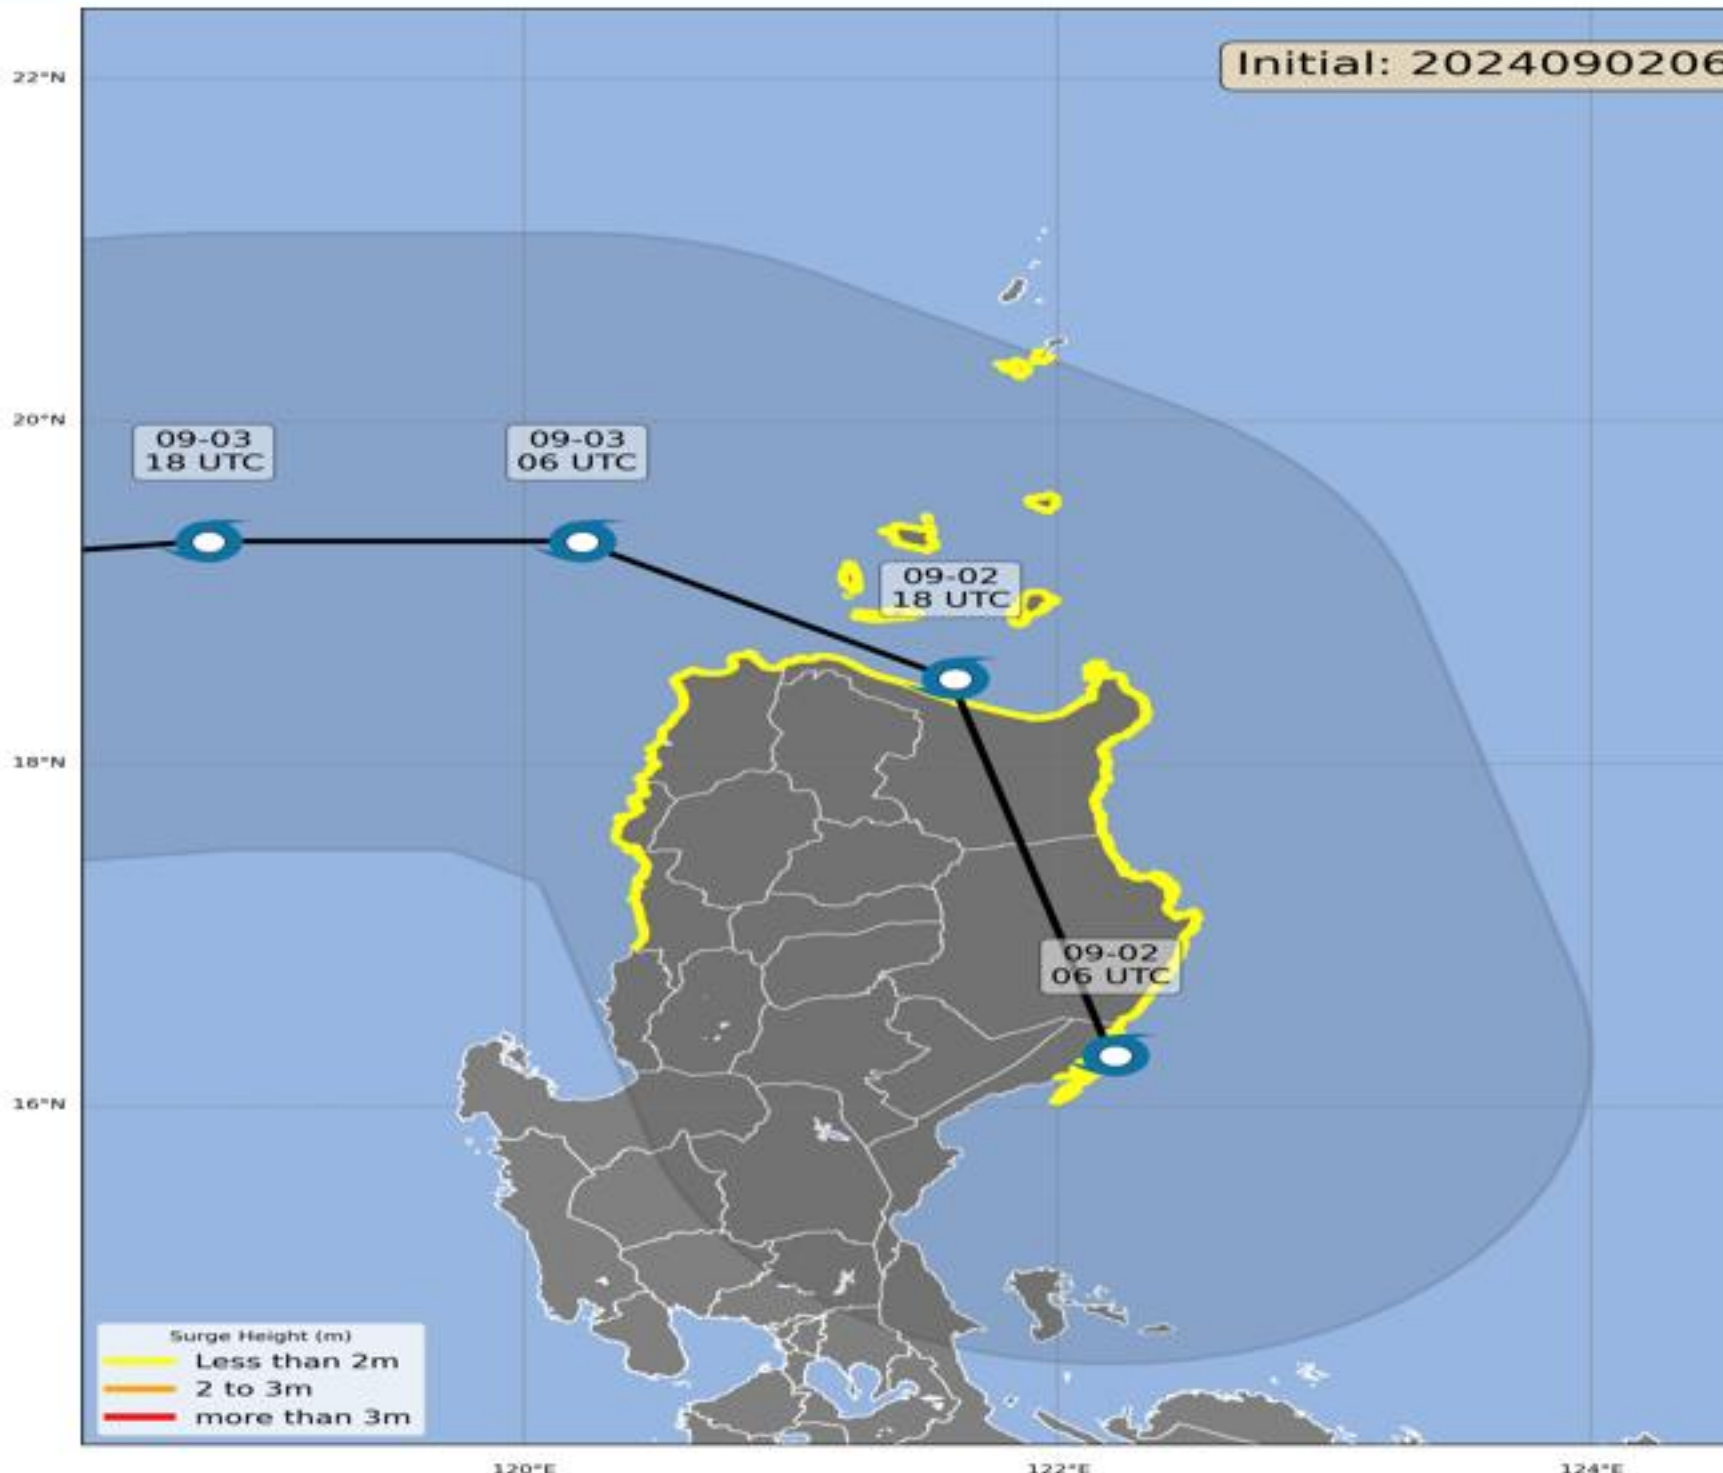 Initial: 2024090206
22°N
20°N
18°N
16°N
09-03
18 UTC
09-03
06 UTC
09-02
18 UTC
09-02
06 UTC
Surge Height (m)
Less than 2m
2 to 3m
more than 3m
120°E
122°E
124°E